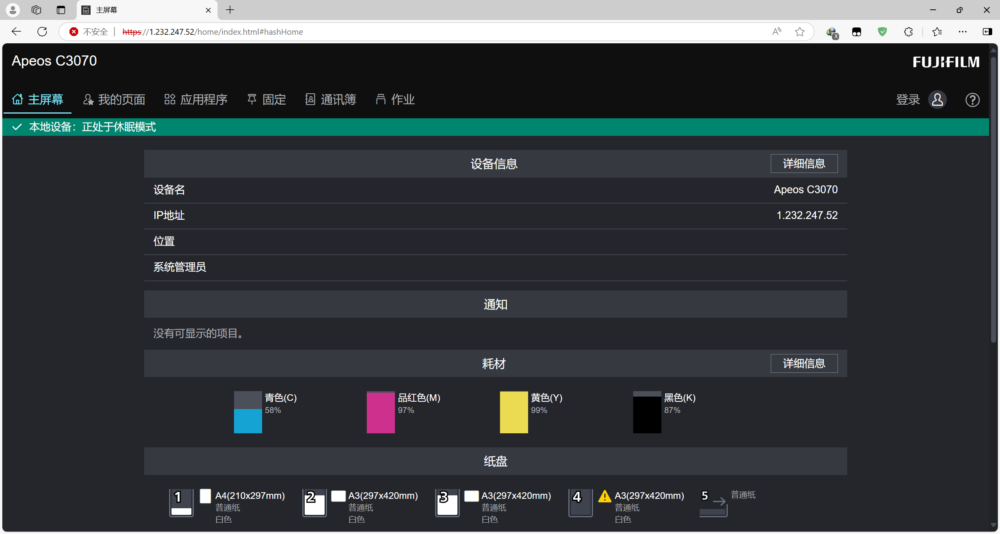 主屏幕
不安全 https://1.232.247.52/home/index.html#hashHome
Apeos C3070
FUJIFILM
主屏幕 我的页面 应用程序 固定 通讯簿 作业 登录
本地设备：正处于休眠模式
设备信息 详细信息
设备名 Apeos C3070
IP地址 1.232.247.52
位置
系统管理员
通知
没有可显示的项目。
耗材 详细信息
青色(C) 品红色(M) 黄色(Y) 黑色(K)
58% 97% 99% 87%
纸盘
1 A4(210x297mm) 2 A3(297x420mm) 3 A3(297x420mm) 4 A3(297x420mm) 5 普通纸
普通纸 普通纸 普通纸 普通纸
白色 白色 白色 白色